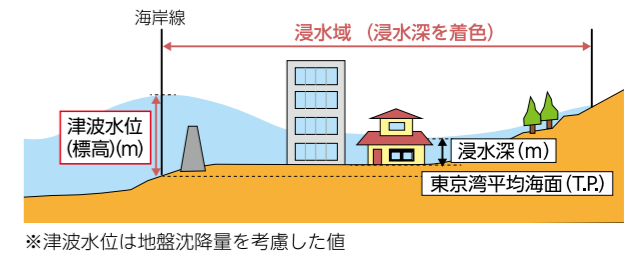 海岸線
浸水域 (浸水深を着色)
津波水位
(標高)(m)
浸水深(m)
東京湾平均海面(T.P.)
※津波水位は地盤沈降量を考慮した値